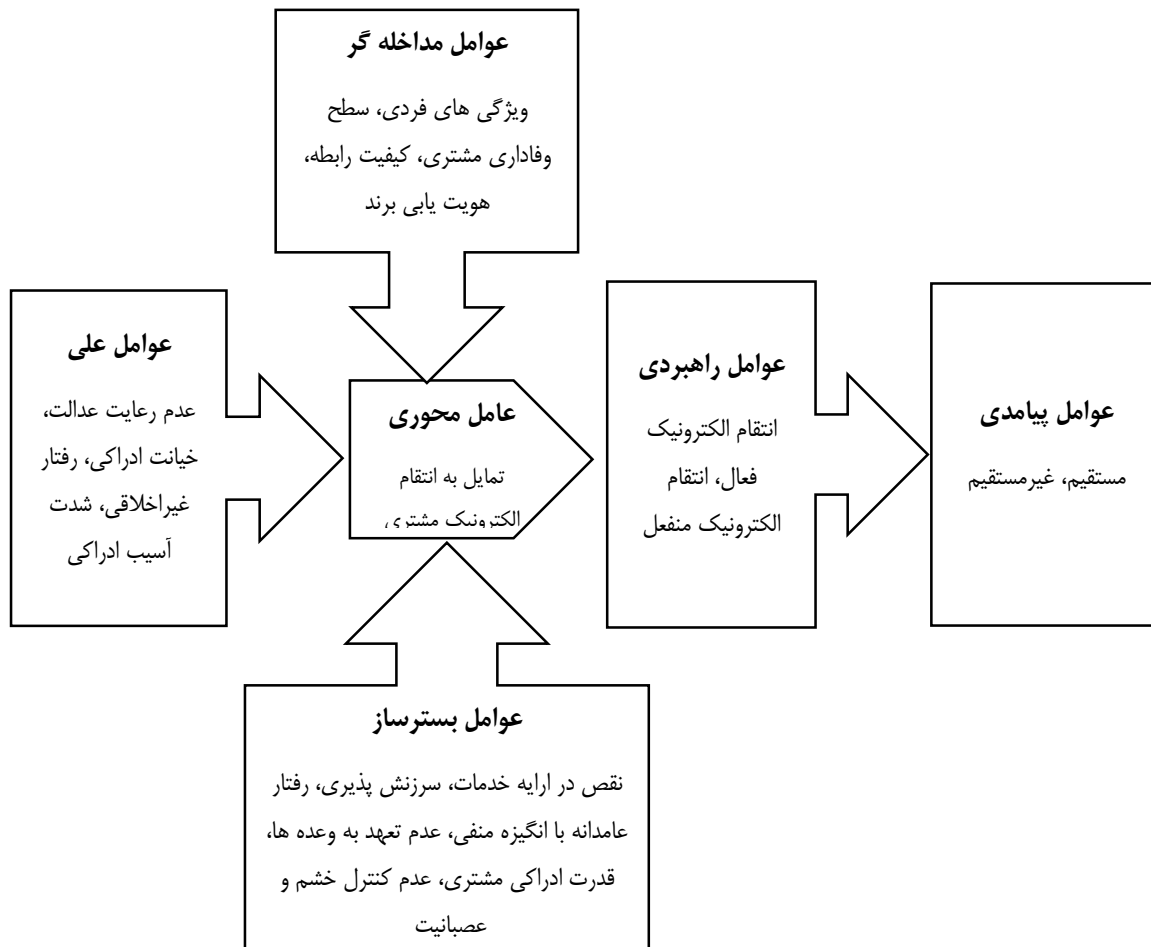 عوامل مداخله گر
ویژگی های فردی، سطح
وفاداری مشتری، کیفیت رابطه،
هویت یابی برند
عوامل علی
عدم رعایت عدالت،
خیانت ادراکی، رفتار
غیراخلاقی، شدت
آسیب ادراکی
عامل محوری
تمایل به انتقام
الکترونیک مشتری
عوامل راهبردی
انتقام الکترونیک
فعال، انتقام
الکترونیک منفعل
عوامل پیامدی
مستقیم، غیرمستقیم
عوامل بسترساز
نقص در ارایه خدمات، سرزنش پذیری، رفتار
عامدانه با انگیزه منفی، عدم تعهد به وعده ها،
قدرت ادراکی مشتری، عدم کنترل خشم و
عصبانیت